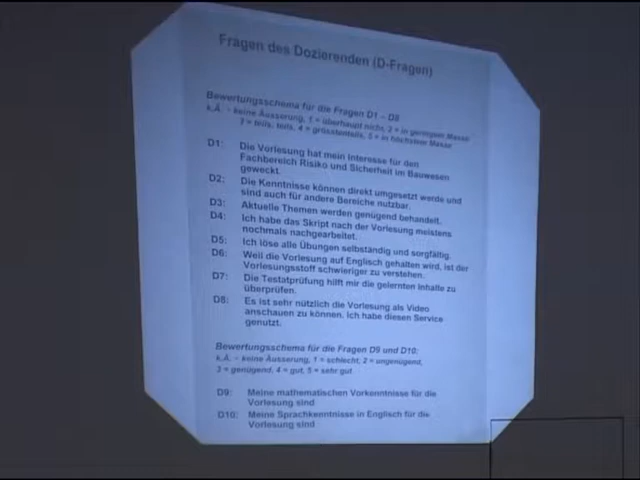 Fragen des Dozierenden (D-Fragen)
Bewertungsschema für die Fragen D1 – D8
k.Ä. – keine Äusserung, 1 = überhaupt nicht, 2 = in geringem Masse
3 = teils, teils, 4 = grösstenteils, 5 = in höchstem Masse
D1: Die Vorlesung hat mein Interesse für den
Fachbereich Risiko und Sicherheit im Bauwesen
geweckt.
D2: Die Kenntnisse können direkt umgesetzt werde und
sind auch für andere Bereiche nutzbar.
D3: Aktuelle Themen werden genügend behandelt.
D4: Ich habe das Skript nach der Vorlesung meistens
nochmals nachgearbeitet.
D5: Ich löse alle Übungen selbständig und sorgfältig.
D6: Weil die Vorlesung auf Englisch gehalten wird, ist der
Vorlesungsstoff schwieriger zu verstehen.
D7: Die Testatprüfung hilft mir die gelernten Inhalte zu
überprüfen.
D8: Es ist sehr nützlich die Vorlesung als Video
anschauen zu können. Ich habe diesen Service
genutzt.
Bewertungsschema für die Fragen D9 und D10:
k.Ä. – keine Äusserung, 1 = schlecht, 2 = ungenügend,
3 = genügend, 4 = gut, 5 = sehr gut
D9: Meine mathematischen Vorkenntnisse für die
Vorlesung sind
D10: Meine Sprachkenntnisse in Englisch für die
Vorlesung sind